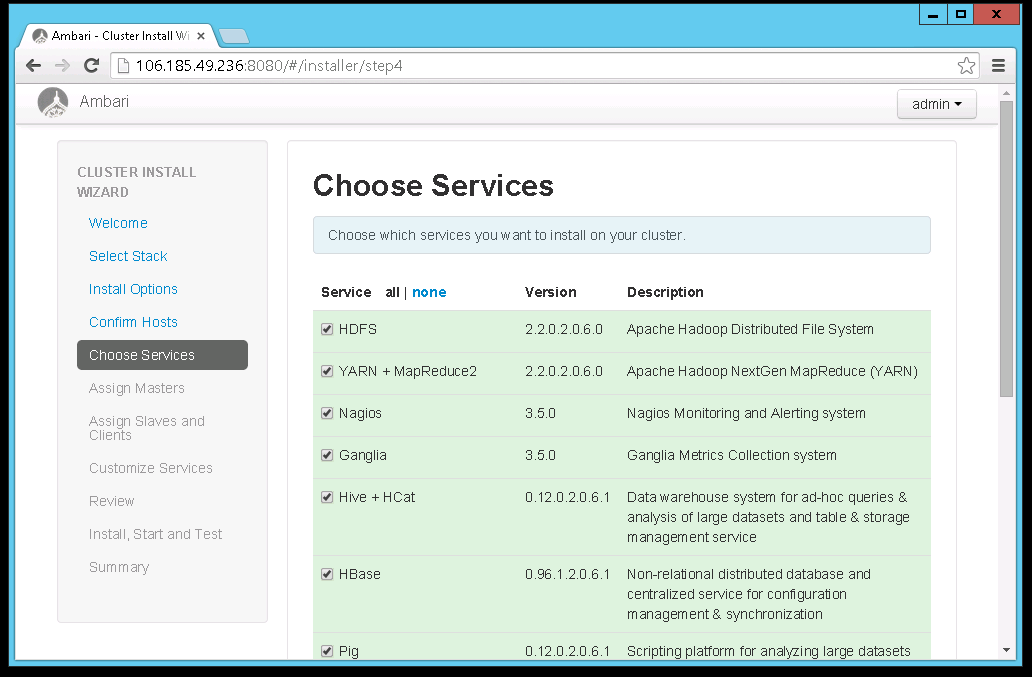 Ambari - Cluster Install Wi
106.185.49.236:8080/#/installer/step4
Ambari
admin
CLUSTER INSTALL
WIZARD
Welcome
Select Stack
Install Options
Confirm Hosts
Choose Services
Assign Masters
Assign Slaves and
Clients
Customize Services
Review
Install, Start and Test
Summary
Choose Services
Choose which services you want to install on your cluster.
Service all | none Version Description
HDFS 2.2.0.2.0.6.0 Apache Hadoop Distributed File System
YARN + MapReduce2 2.2.0.2.0.6.0 Apache Hadoop NextGen MapReduce (YARN)
Nagios 3.5.0 Nagios Monitoring and Alerting system
Ganglia 3.5.0 Ganglia Metrics Collection system
Hive + HCat 0.12.0.2.0.6.1 Data warehouse system for ad-hoc queries &
analysis of large datasets and table & storage
management service
HBase 0.96.1.2.0.6.1 Non-relational distributed database and
centralized service for configuration
management & synchronization
Pig 0.12.0.2.0.6.1 Scripting platform for analyzing large datasets